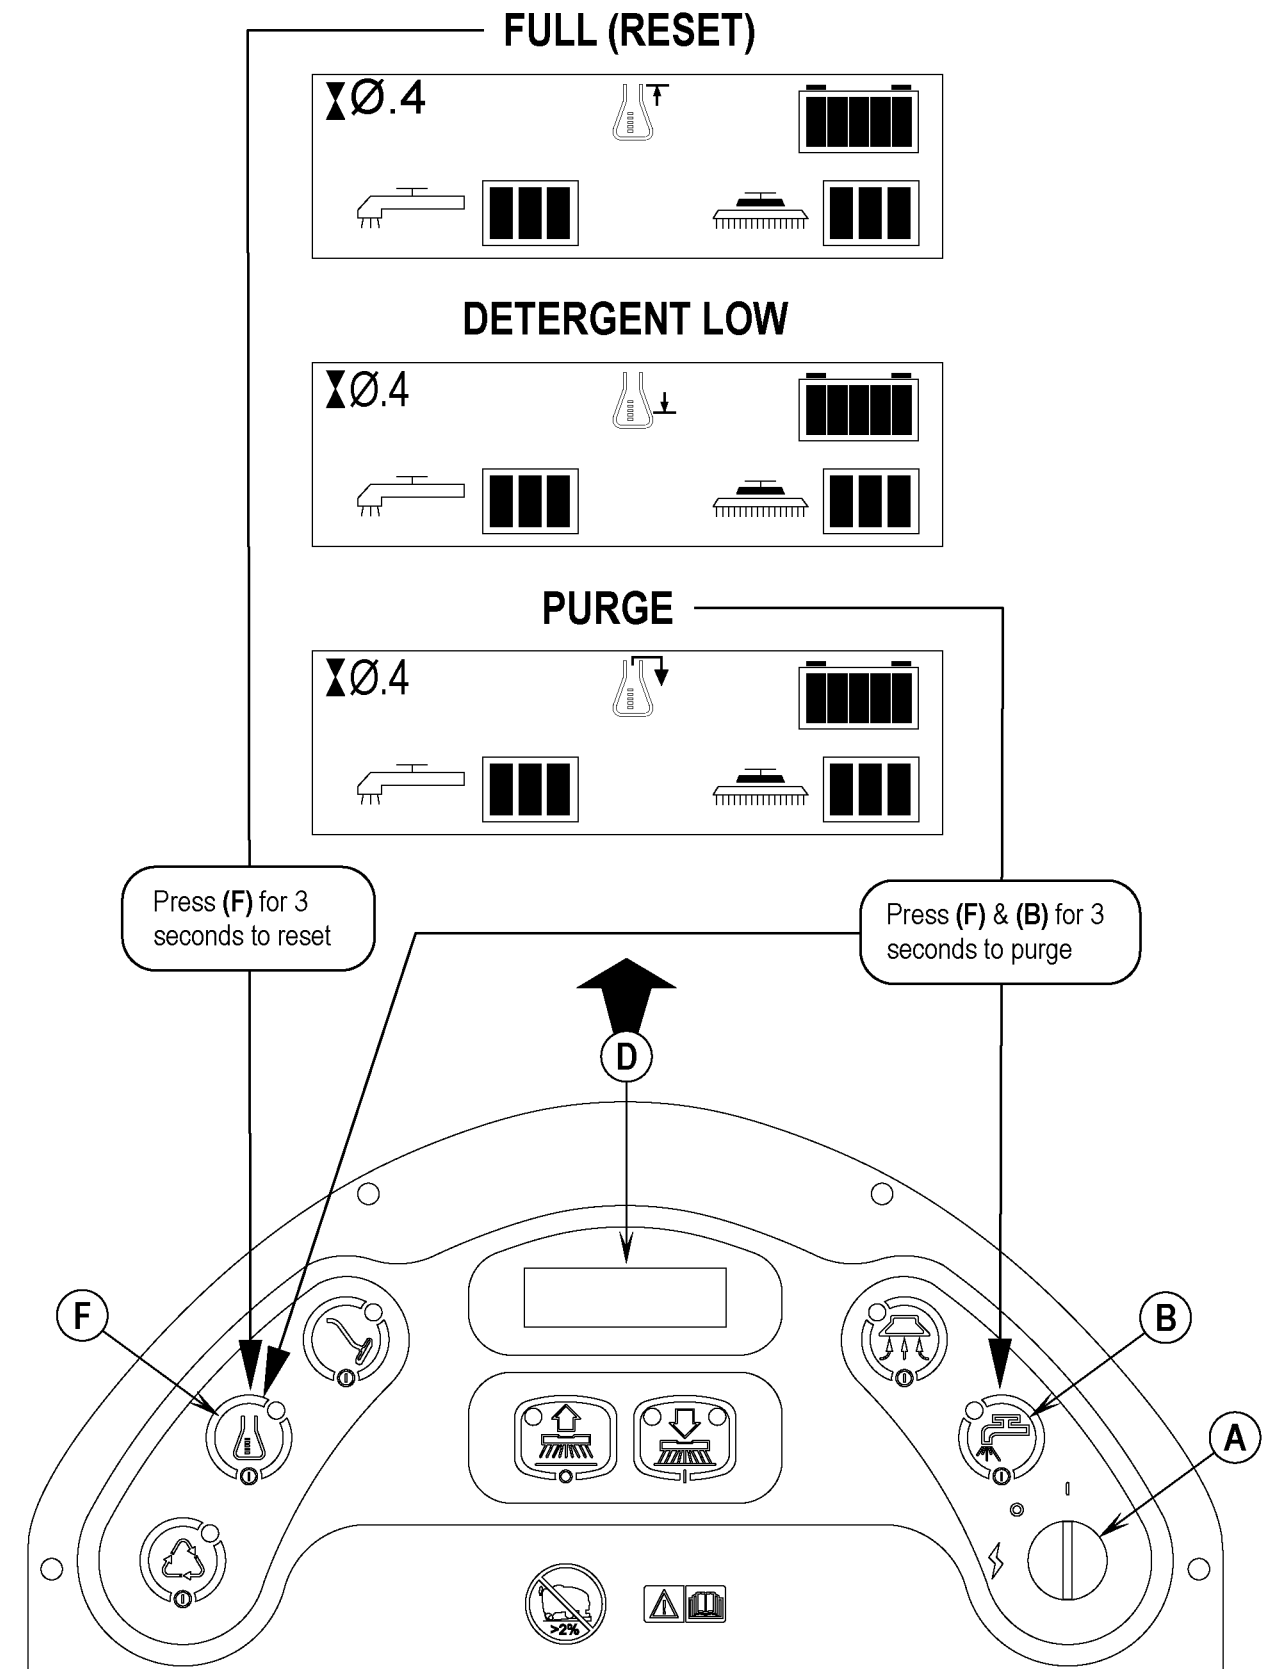 FULL (RESET)
Ø.4
DETERGENT LOW
Ø.4
PURGE
Ø.4
Press (F) for 3
seconds to reset
Press (F) & (B) for 3
seconds to purge
D
F
B
A
>2%